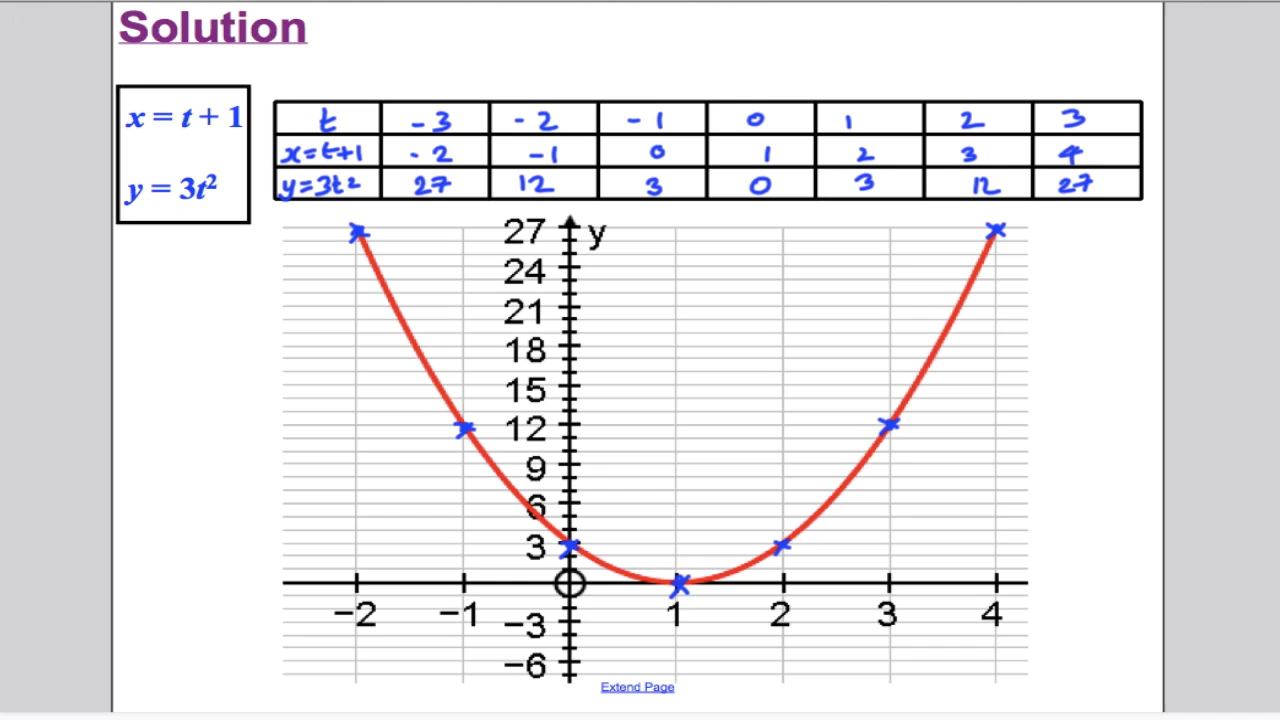 Solution
x = t + 1
y = 3t²
t -3 -2 -1 0 1 2 3
x=t+1 -2 -1 0 1 2 3 4
y=3t² 27 12 3 0 3 12 27
27 y
24
21
18
15
12
9
6
3
−2 −1 1 2 3 4
−3
−6
Extend Page